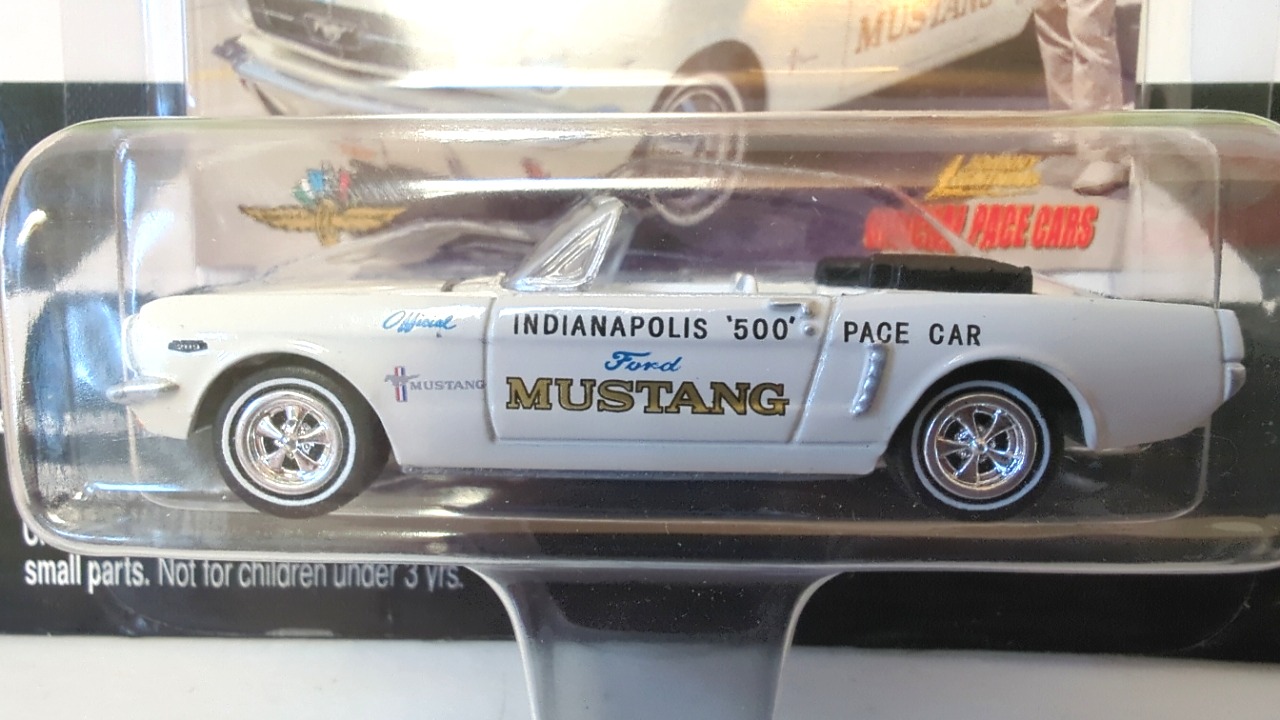 MUSTANG
OFFICIAL PACE CARS
Official
INDIANAPOLIS '500' PACE CAR
Ford
MUSTANG
MUSTANG
small parts. Not for children under 3 yrs.